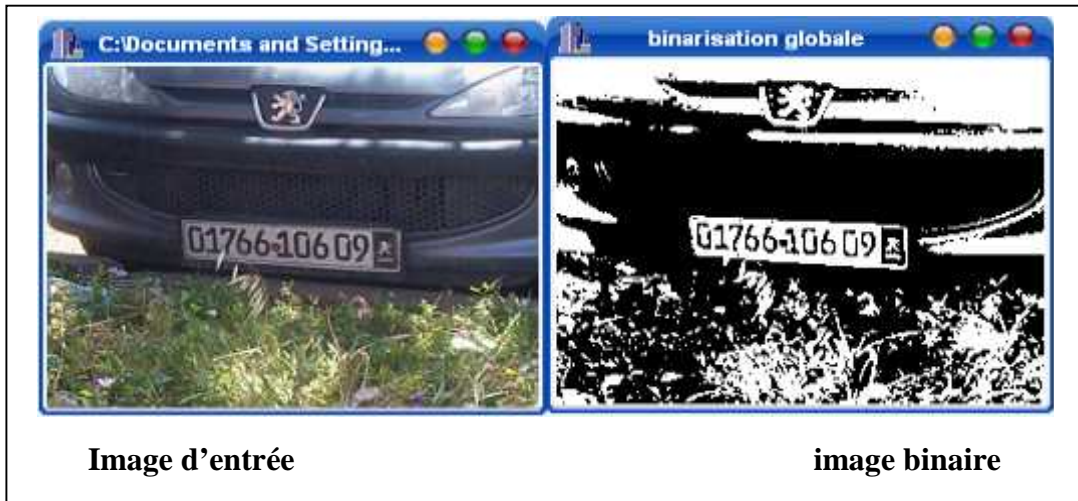 C:\Documents and Setting...
binarisation globale
01766-106 09
01766-106 09
Image d'entrée
image binaire